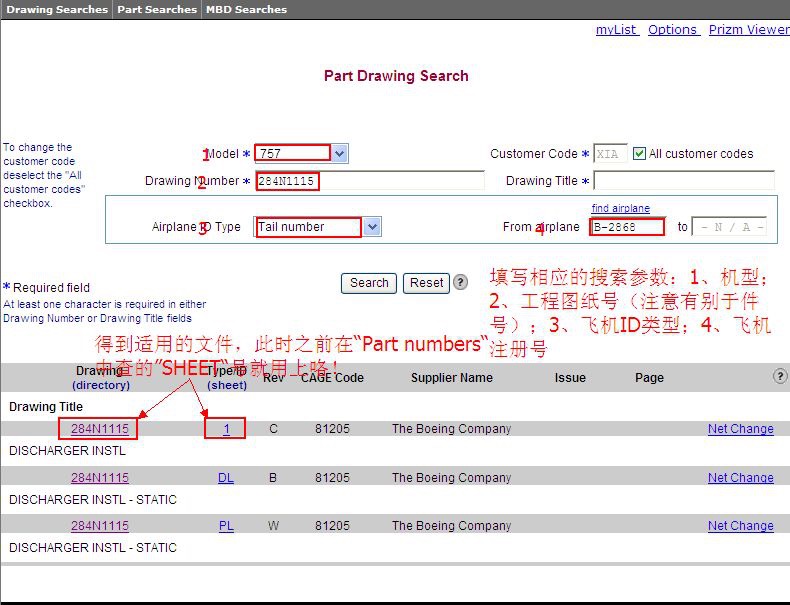 Drawing Searches Part Searches MBD Searches
myList Options Prizm Viewer
Part Drawing Search
To change the
customer code
deselect the "All
customer codes"
checkbox.
1 Model * 757 Customer Code * XIA All customer codes
2 Drawing Number * 284N1115 Drawing Title *
find airplane
3 Airplane ID Type Tail number 4 From airplane B-2868 to - N / A -
* Required field
At least one character is required in either
Drawing Number or Drawing Title fields
Search Reset ?
填写相应的搜索参数：1、机型；
2、工程图纸号（注意有别于件
号）；3、飞机ID类型；4、飞机
注册号
得到适用的文件，此时之前在“Part numbers“
中查的”SHEET“号就用上咯！
Drawing Type/ID Rev CAGE Code Supplier Name Issue Page ?
(directory) (sheet)
Drawing Title
284N1115 1 C 81205 The Boeing Company Net Change
DISCHARGER INSTL
284N1115 DL B 81205 The Boeing Company Net Change
DISCHARGER INSTL - STATIC
284N1115 PL W 81205 The Boeing Company Net Change
DISCHARGER INSTL - STATIC